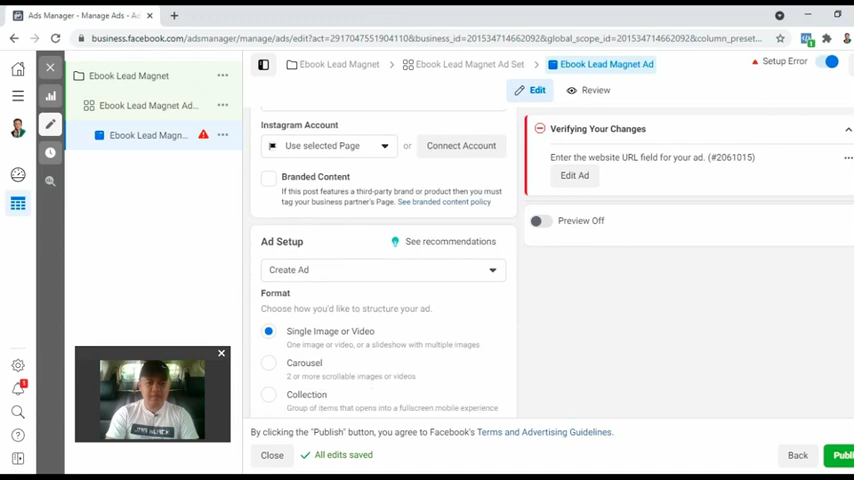 Ads Manager - Manage Ads - Ad
business.facebook.com/adsmanager/manage/ads/edit?act=2917047551904110&business_id=201534714662092&global_scope_id=201534714662092&column_preset...
Ebook Lead Magnet
Ebook Lead Magnet Ad...
Ebook Lead Magn...
Ebook Lead Magnet
Ebook Lead Magnet Ad Set
Ebook Lead Magnet Ad
Setup Error
Edit
Review
Instagram Account
Use selected Page
or
Connect Account
Branded Content
If this post features a third-party brand or product then you must
tag your business partner's Page. See branded content policy
Ad Setup
See recommendations
Create Ad
Format
Choose how you'd like to structure your ad.
Single Image or Video
One image or video, or a slideshow with multiple images
Carousel
2 or more scrollable images or videos
Collection
Group of items that opens into a fullscreen mobile experience
Verifying Your Changes
Enter the website URL field for your ad. (#2061015)
Edit Ad
Preview Off
By clicking the "Publish" button, you agree to Facebook's Terms and Advertising Guidelines.
Close
All edits saved
Back
Publi